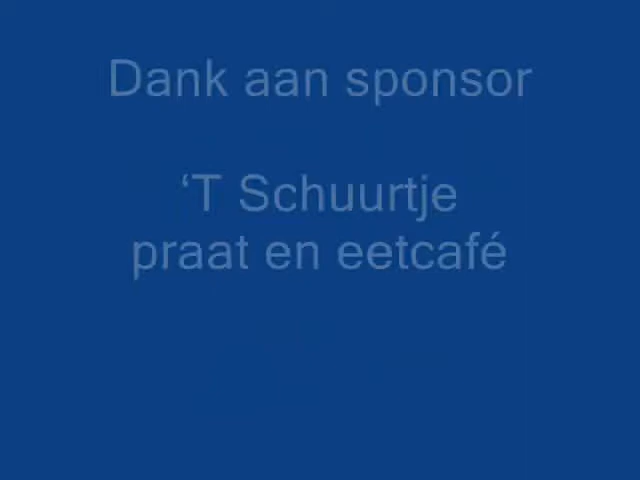 Dank aan sponsor
‘T Schuurtje
praat en eetcafé